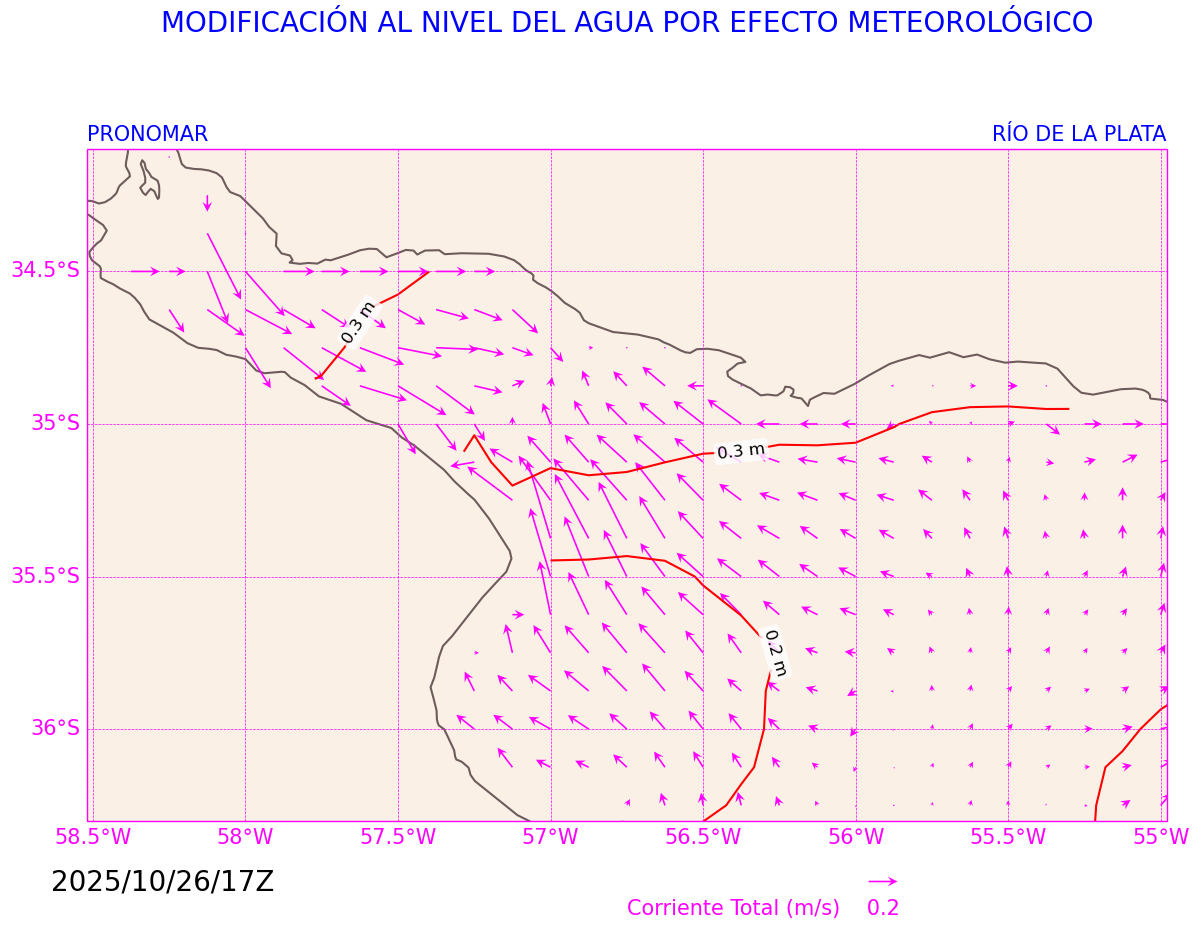 MODIFICACIÓN AL NIVEL DEL AGUA POR EFECTO METEOROLÓGICO
PRONOMAR
RÍO DE LA PLATA
34.5°S
0.3 m
35°S
0.3 m
35.5°S
0.2 m
36°S
58.5°W 58°W 57.5°W 57°W 56.5°W 56°W 55.5°W 55°W
2025/10/26/17Z
Corriente Total (m/s) 0.2